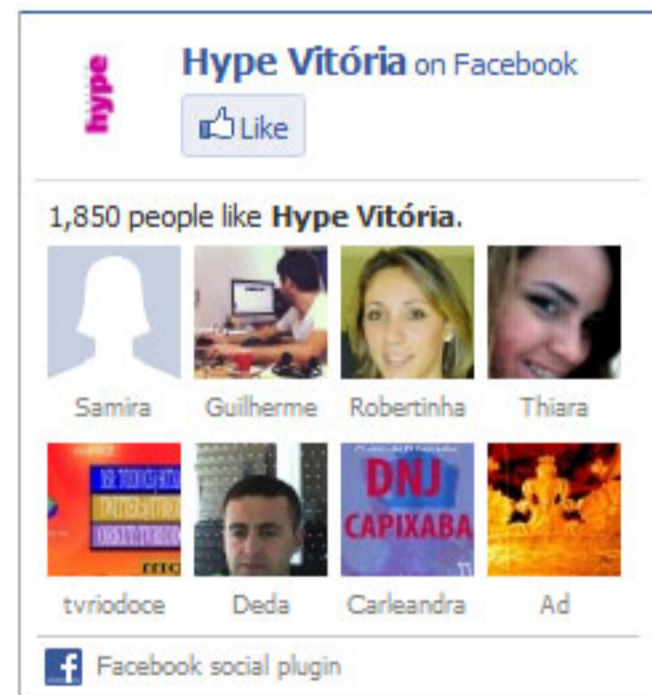 hype
Hype Vitória on Facebook
Like
1,850 people like Hype Vitória.
Samira Guilherme Robertinha Thiara
DNJ
CAPIXABA
tvriodoce Deda Carleandra Ad
Facebook social plugin